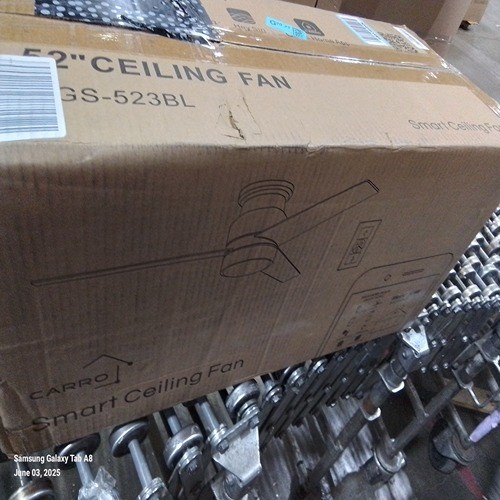 52" CEILING FAN
GS-523BL
Smart Ceiling Fa
CARRO
Smart Ceiling Fan
Samsung Galaxy Tab A8
June 03, 2025